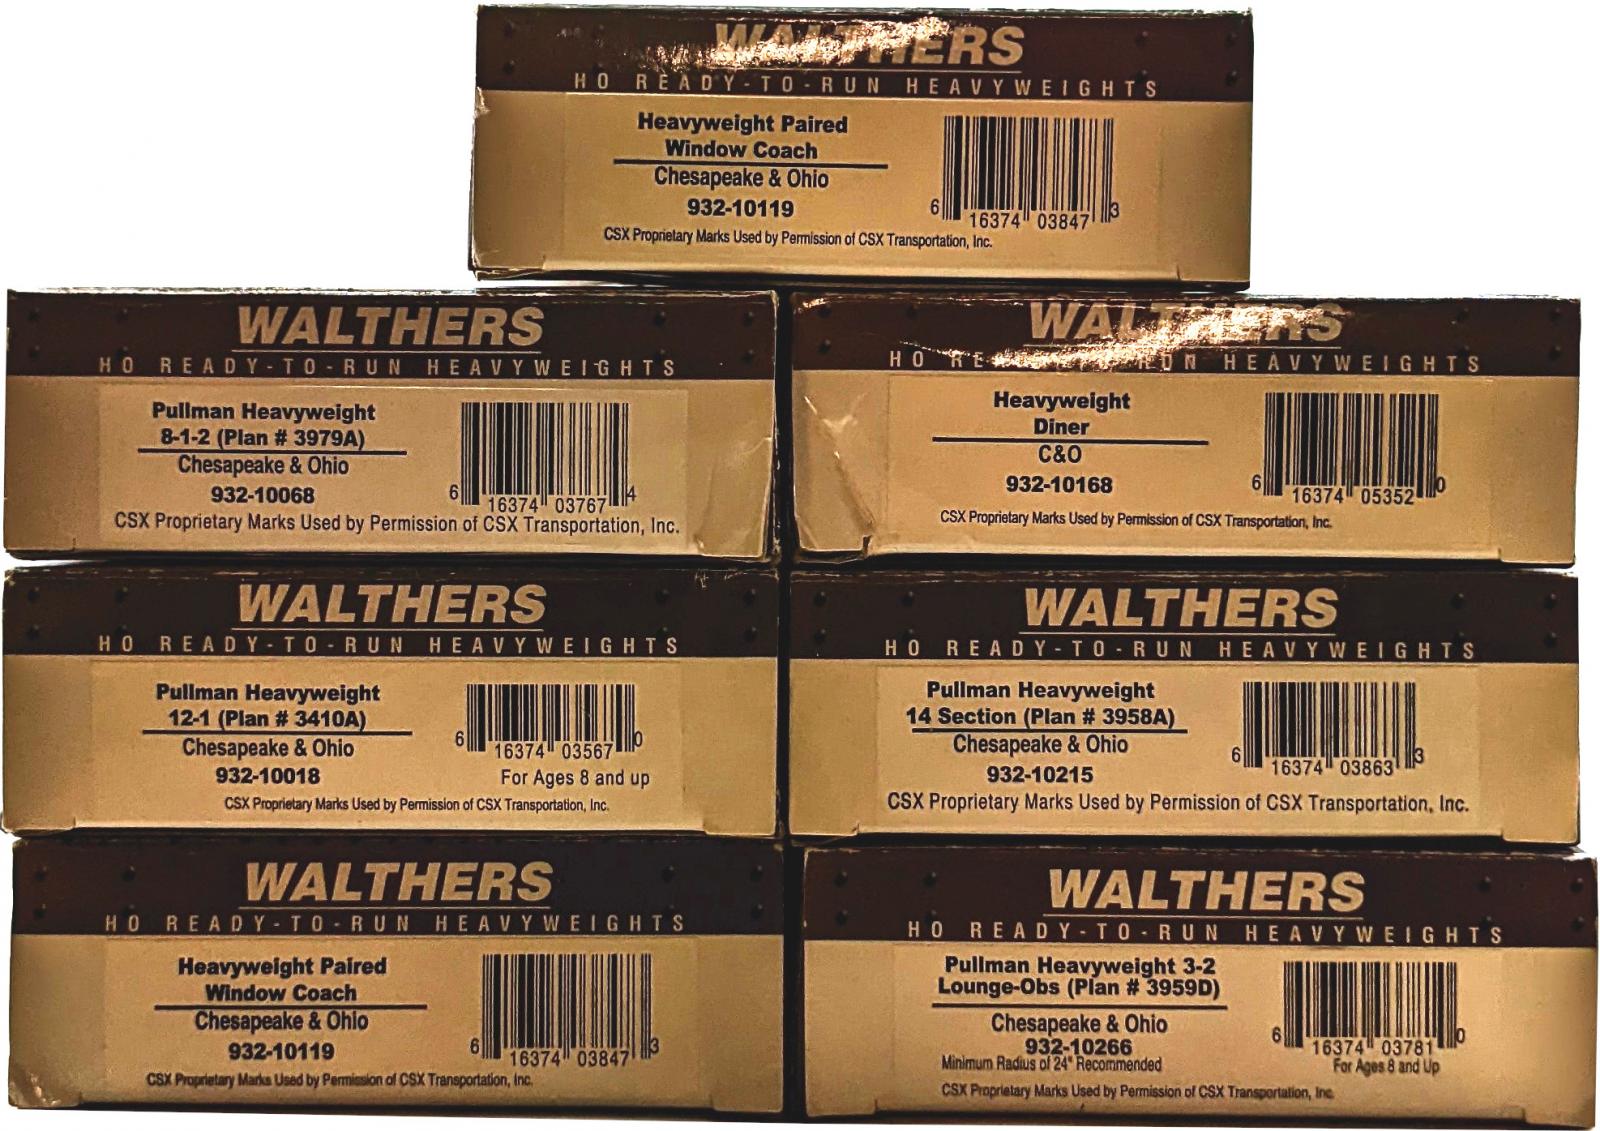 WALTHERS
HO READY-TO-RUN HEAVYWEIGHTS
Heavyweight Paired
Window Coach
Chesapeake & Ohio
932-10119
6 16374 03847 3
CSX Proprietary Marks Used by Permission of CSX Transportation, Inc.
WALTHERS
HO READY-TO-RUN HEAVYWEIGHTS
Pullman Heavyweight
8-1-2 (Plan # 3979A)
Chesapeake & Ohio
932-10068
6 16374 03767 4
CSX Proprietary Marks Used by Permission of CSX Transportation, Inc.
WALTHERS
HO READY-TO-RUN HEAVYWEIGHTS
Heavyweight
Diner
C&O
932-10168
6 16374 05352 0
CSX Proprietary Marks Used by Permission of CSX Transportation, Inc.
WALTHERS
HO READY-TO-RUN HEAVYWEIGHTS
Pullman Heavyweight
12-1 (Plan # 3410A)
Chesapeake & Ohio
932-10018
6 16374 03567 0
For Ages 8 and up
CSX Proprietary Marks Used by Permission of CSX Transportation, Inc.
WALTHERS
HO READY-TO-RUN HEAVYWEIGHTS
Pullman Heavyweight
14 Section (Plan # 3958A)
Chesapeake & Ohio
932-10215
6 16374 03863 3
CSX Proprietary Marks Used by Permission of CSX Transportation, Inc.
WALTHERS
HO READY-TO-RUN HEAVYWEIGHTS
Heavyweight Paired
Window Coach
Chesapeake & Ohio
932-10119
6 16374 03847 3
CSX Proprietary Marks Used by Permission of CSX Transportation, Inc.
WALTHERS
HO READY-TO-RUN HEAVYWEIGHTS
Pullman Heavyweight 3-2
Lounge-Obs (Plan # 3959D)
Chesapeake & Ohio
932-10266
6 16374 03781 0
Minimum Radius of 24" Recommended
For Ages 8 and Up
CSX Proprietary Marks Used by Permission of CSX Transportation, Inc.